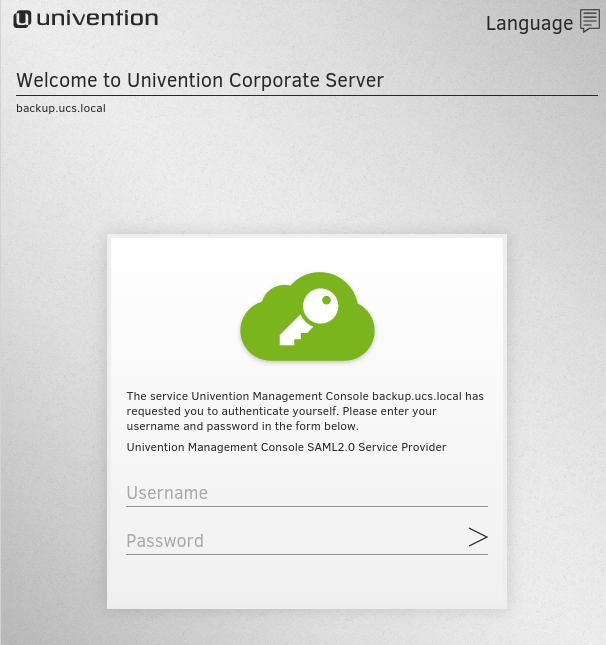 univention
Language
Welcome to Univention Corporate Server
backup.ucs.local
The service Univention Management Console backup.ucs.local has
requested you to authenticate yourself. Please enter your
username and password in the form below.
Univention Management Console SAML2.0 Service Provider
Username
Password